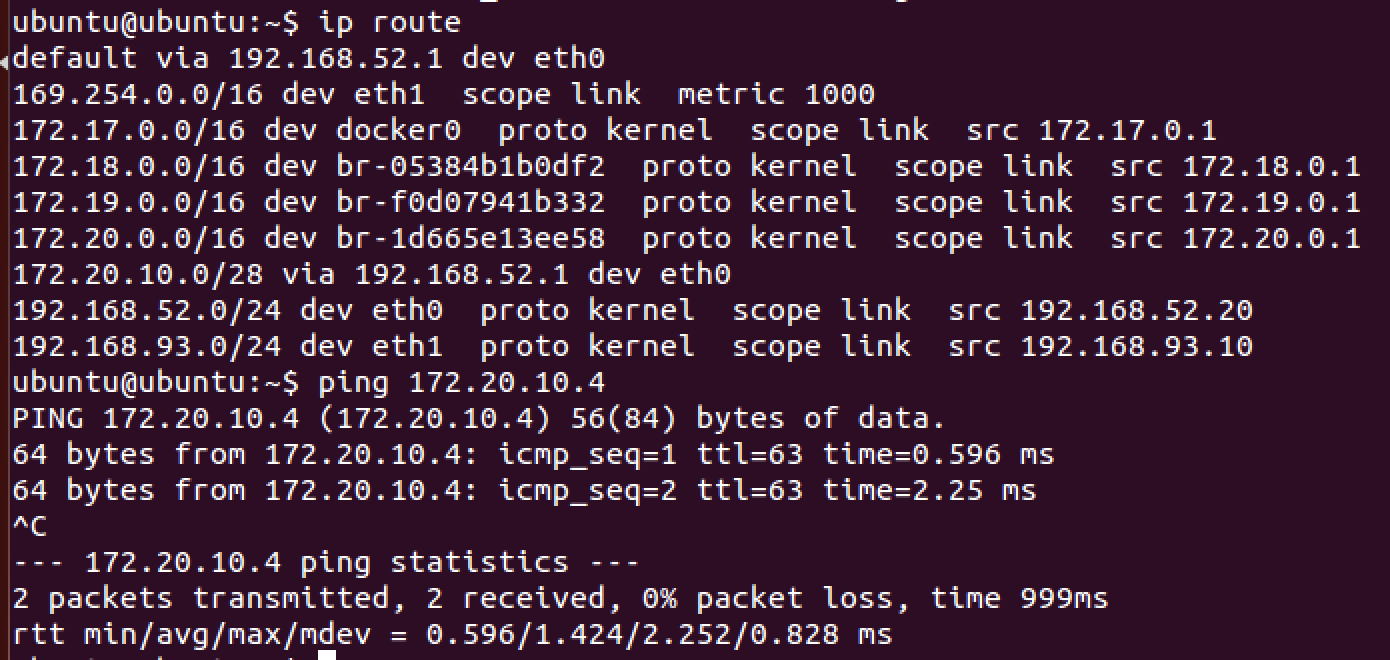 ubuntu@ubuntu:~$ ip route
default via 192.168.52.1 dev eth0
169.254.0.0/16 dev eth1  scope link  metric 1000
172.17.0.0/16 dev docker0  proto kernel  scope link  src 172.17.0.1
172.18.0.0/16 dev br-05384b1b0df2  proto kernel  scope link  src 172.18.0.1
172.19.0.0/16 dev br-f0d07941b332  proto kernel  scope link  src 172.19.0.1
172.20.0.0/16 dev br-1d665e13ee58  proto kernel  scope link  src 172.20.0.1
172.20.10.0/28 via 192.168.52.1 dev eth0
192.168.52.0/24 dev eth0  proto kernel  scope link  src 192.168.52.20
192.168.93.0/24 dev eth1  proto kernel  scope link  src 192.168.93.10
ubuntu@ubuntu:~$ ping 172.20.10.4
PING 172.20.10.4 (172.20.10.4) 56(84) bytes of data.
64 bytes from 172.20.10.4: icmp_seq=1 ttl=63 time=0.596 ms
64 bytes from 172.20.10.4: icmp_seq=2 ttl=63 time=2.25 ms
^C
--- 172.20.10.4 ping statistics ---
2 packets transmitted, 2 received, 0% packet loss, time 999ms
rtt min/avg/max/mdev = 0.596/1.424/2.252/0.828 ms